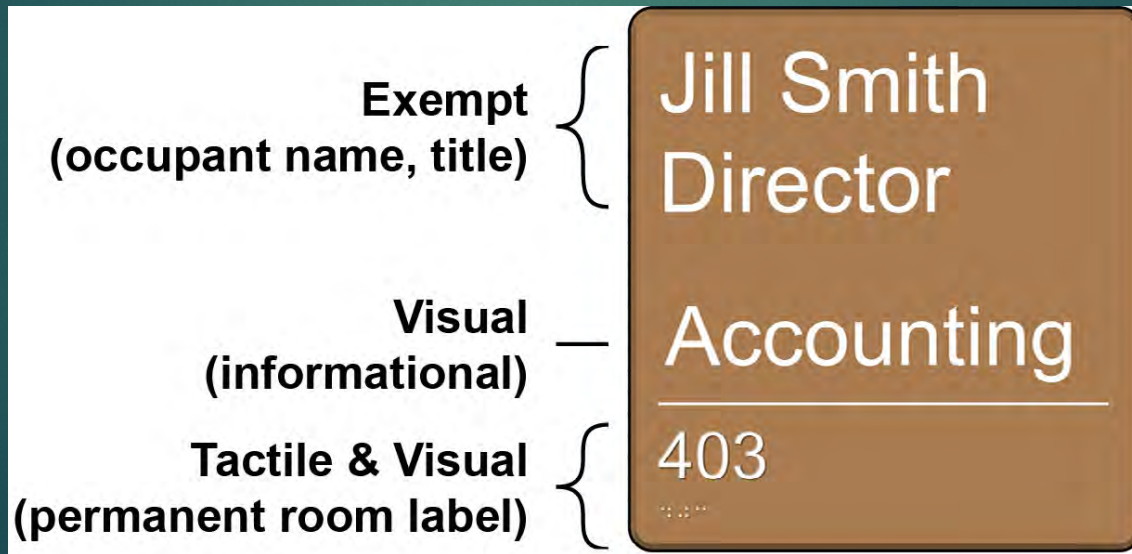 Exempt
(occupant name, title)
Jill Smith
Director
Visual
(informational)
Accounting
Tactile & Visual
(permanent room label)
403